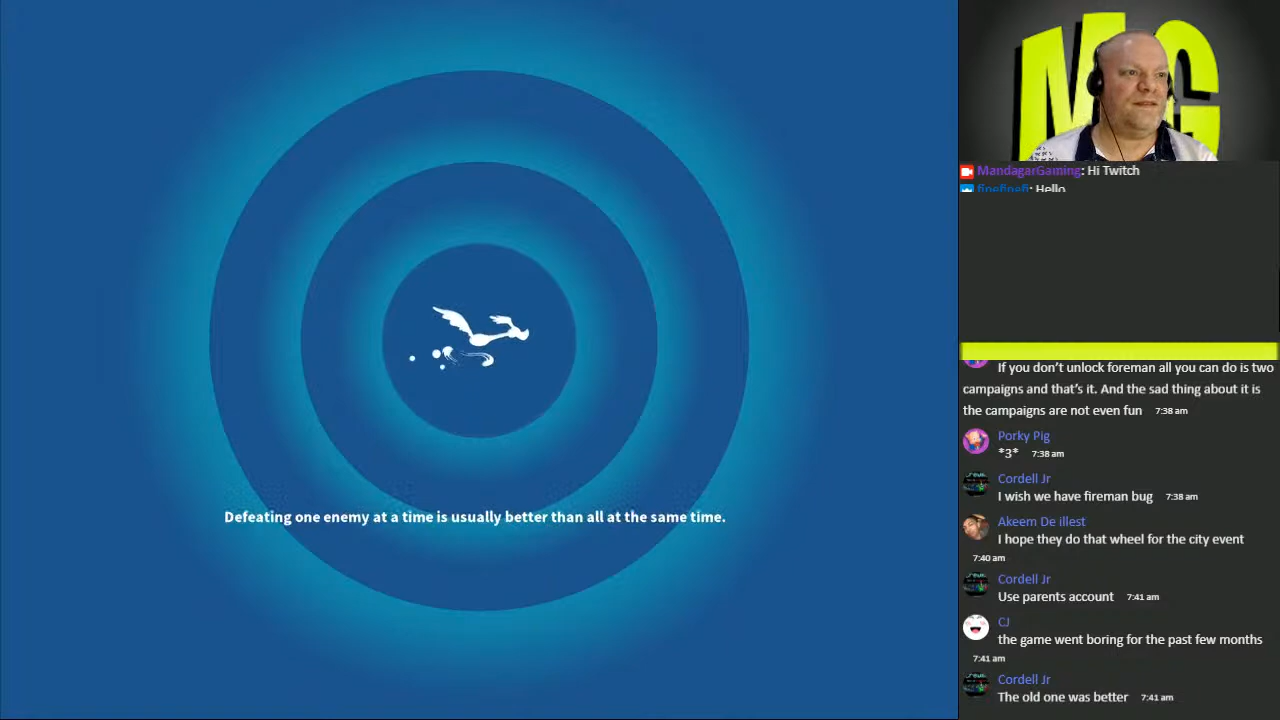 Defeating one enemy at a time is usually better than all at the same time.
MG
MandagarGaming: Hi Twitch
finefinefi: Hello
If you don't unlock foreman all you can do is two
campaigns and that's it. And the sad thing about it is
the campaigns are not even fun 7:38 am
Porky Pig
*3* 7:38 am
Cordell Jr
I wish we have fireman bug 7:38 am
Akeem De illest
I hope they do that wheel for the city event
7:40 am
Cordell Jr
Use parents account 7:41 am
CJ
the game went boring for the past few months
7:41 am
Cordell Jr
The old one was better 7:41 am